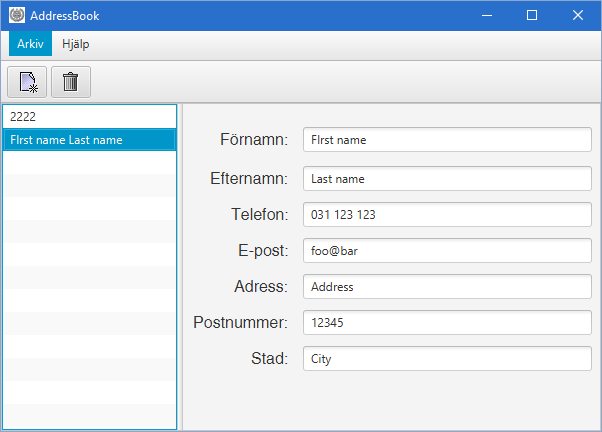 AddressBook
Arkiv Hjälp
2222
FIrst name Last name
Förnamn: FIrst name
Efternamn: Last name
Telefon: 031 123 123
E-post: foo@bar
Adress: Address
Postnummer: 12345
Stad: City